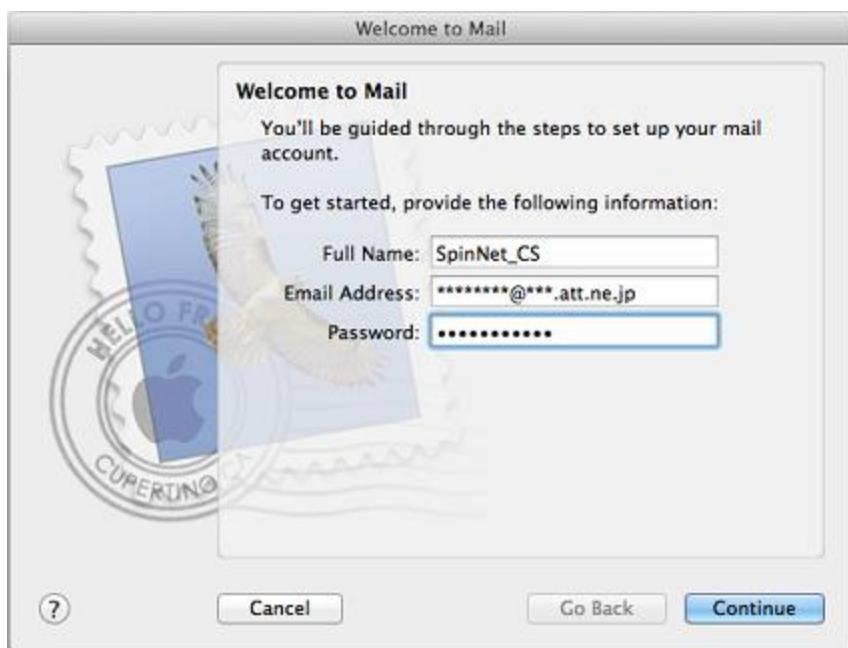 Welcome to Mail
Welcome to Mail
You'll be guided through the steps to set up your mail
account.
To get started, provide the following information:
Full Name: SpinNet_CS
Email Address: ********@***.att.ne.jp
Password: •••••••••••
HELLO FR
CUPERTINO CA
? Cancel Go Back Continue